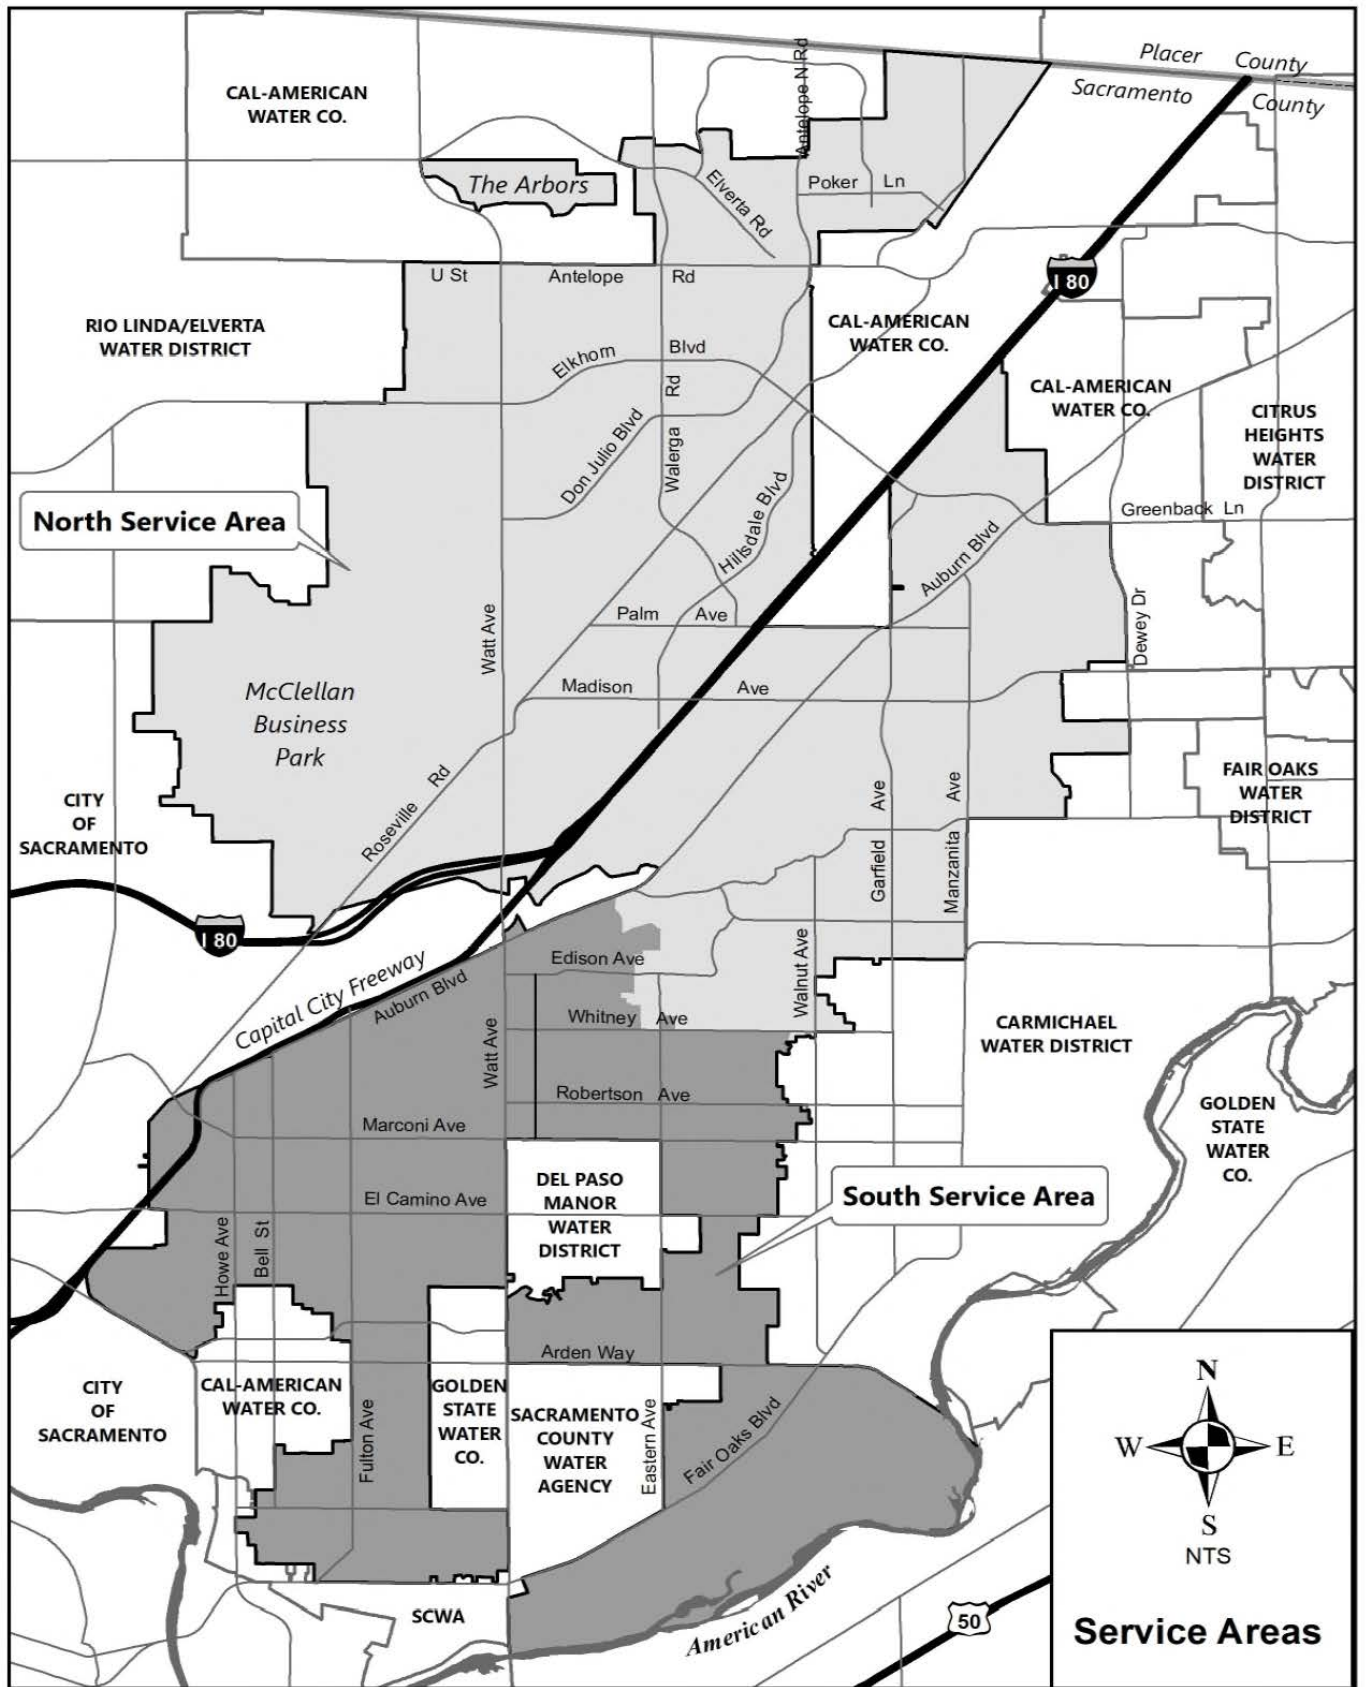 Placer County
Sacramento County
CAL-AMERICAN
WATER CO.
Antelope N Rd
The Arbors
Elverta Rd
Poker Ln
U St
Antelope Rd
I 80
RIO LINDA/ELVERTA
WATER DISTRICT
CAL-AMERICAN
WATER CO.
Elkhorn Blvd
CAL-AMERICAN
WATER CO.
CITRUS
HEIGHTS
WATER
DISTRICT
Don Julio Blvd
Walerga Rd
Hillsdale Blvd
Greenback Ln
North Service Area
Auburn Blvd
Watt Ave
Palm Ave
Dewey Dr
McClellan
Business
Park
Madison Ave
Roseville Rd
FAIR OAKS
WATER
DISTRICT
CITY
OF
SACRAMENTO
Garfield Ave
Manzanita Ave
I 80
Capital City Freeway
Auburn Blvd
Edison Ave
Walnut Ave
Whitney Ave
Watt Ave
CARMICHAEL
WATER DISTRICT
Robertson Ave
Marconi Ave
GOLDEN
STATE
WATER
CO.
DEL PASO
MANOR
WATER
DISTRICT
South Service Area
El Camino Ave
Howe Ave
Bell St
Arden Way
CITY
OF
SACRAMENTO
CAL-AMERICAN
WATER CO.
Fulton Ave
GOLDEN
STATE
WATER
CO.
SACRAMENTO
COUNTY
WATER
AGENCY
Eastern Ave
Fair Oaks Blvd
SCWA
American River
50
N
W E
S
NTS
Service Areas